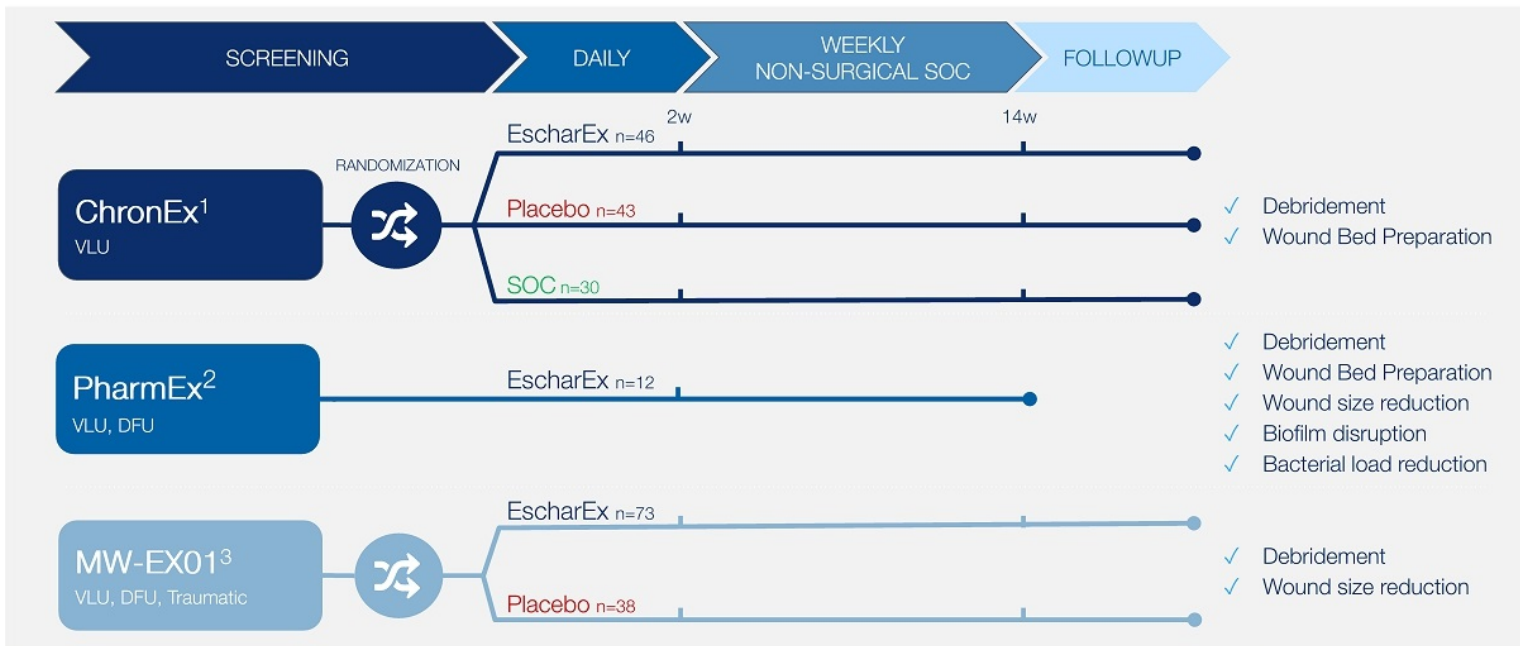 SCREENING
DAILY
WEEKLY
NON-SURGICAL SOC
FOLLOWUP
2w
14w
ChronEx1
VLU
RANDOMIZATION
EscharEx n=46
Placebo n=43
SOC n=30
✓ Debridement
✓ Wound Bed Preparation
PharmEx2
VLU, DFU
EscharEx n=12
✓ Debridement
✓ Wound Bed Preparation
✓ Wound size reduction
✓ Biofilm disruption
✓ Bacterial load reduction
MW-EX013
VLU, DFU, Traumatic
EscharEx n=73
Placebo n=38
✓ Debridement
✓ Wound size reduction